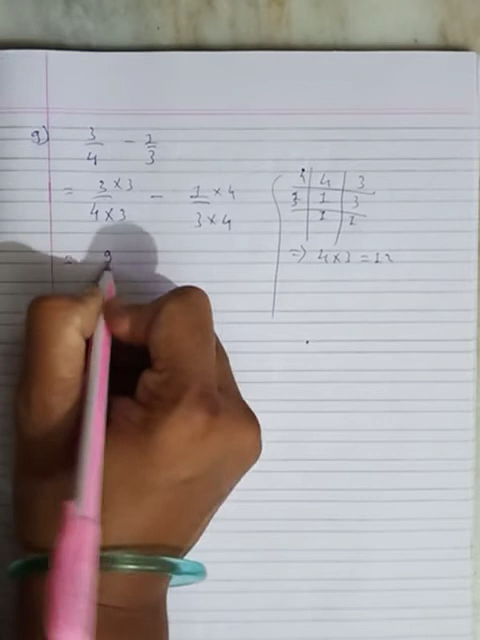 9) 3/4 - 1/3
= 3 × 3 / 4 × 3 - 1 × 4 / 3 × 4
= 9
4 3
3 1 3
1 1
=> 4 × 3 = 12